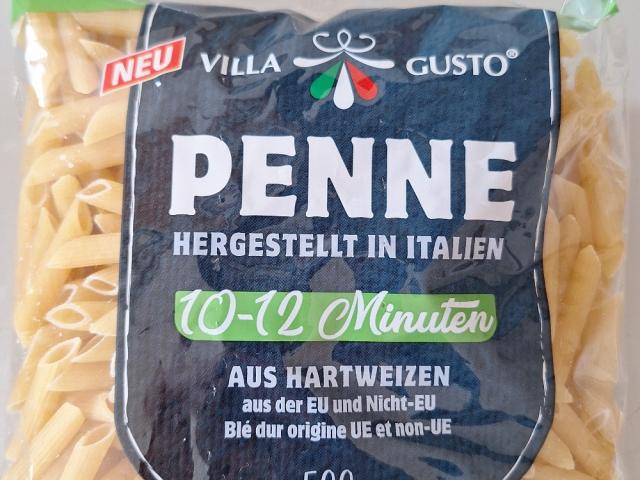 NEU
VILLA GUSTO®
PENNE
HERGESTELLT IN ITALIEN
10-12 Minuten
AUS HARTWEIZEN
aus der EU und Nicht-EU
Blé dur origine UE et non-UE
500